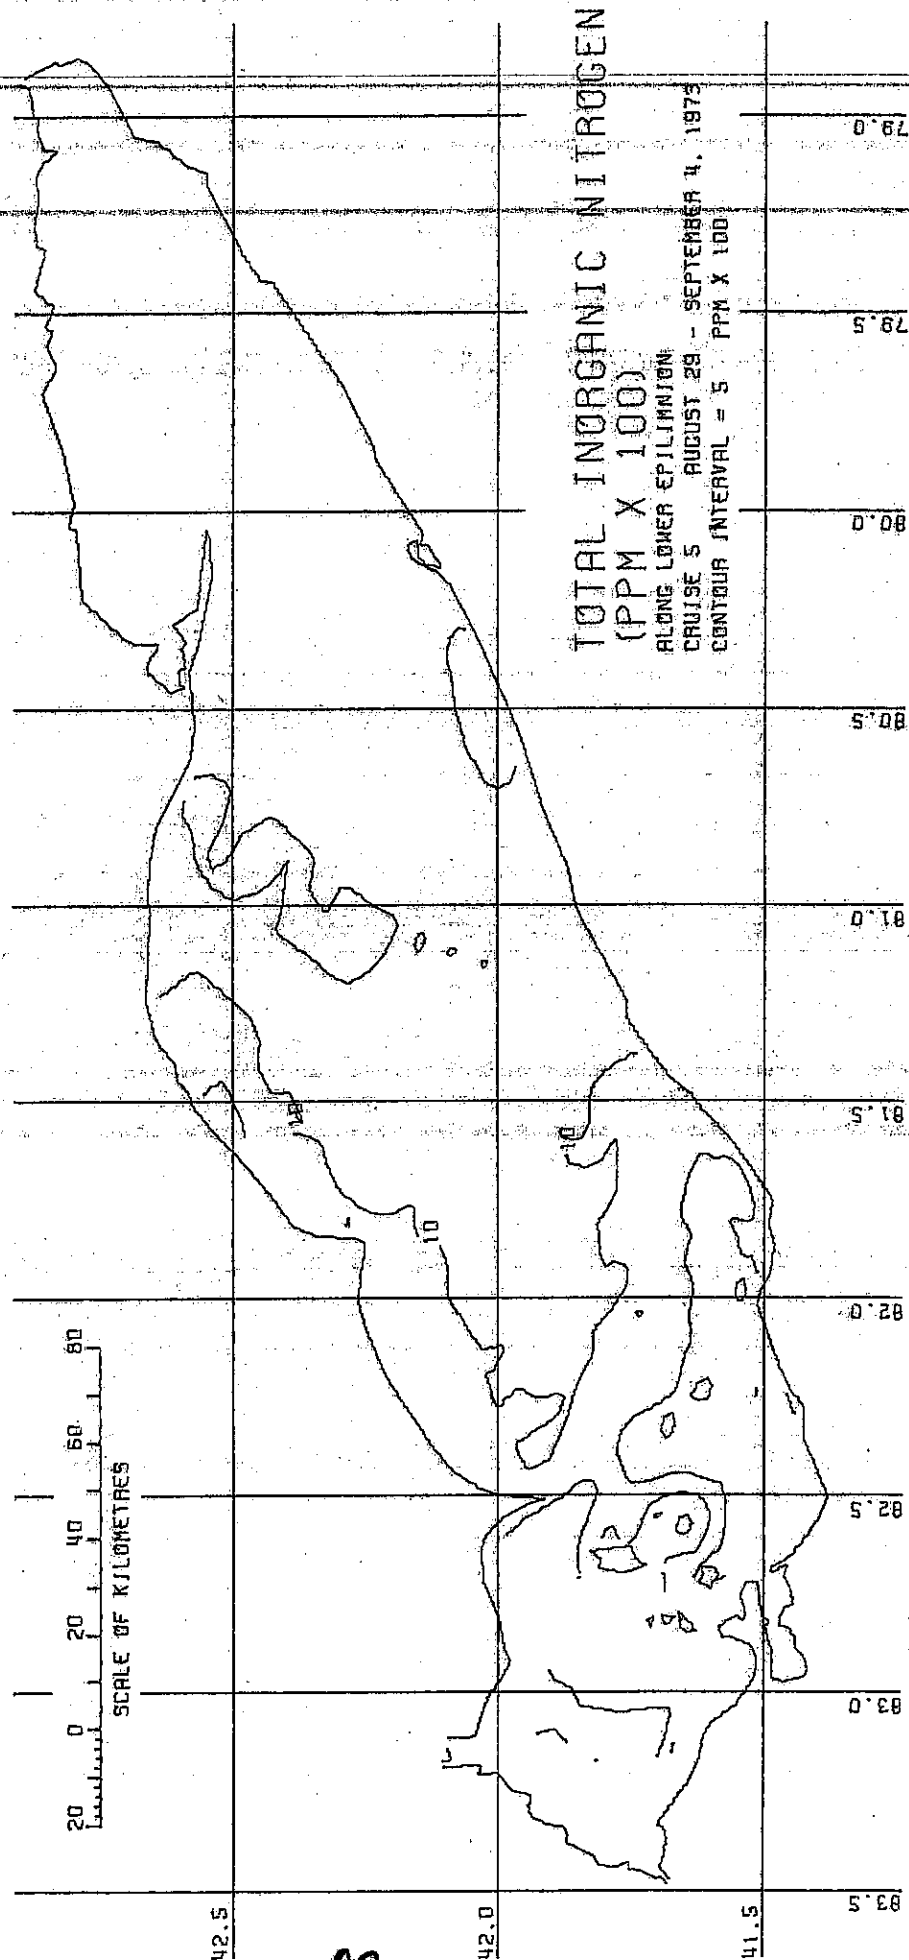 TOTAL INORGANIC NITROGEN
(PPM X 100)
ALONG LOWER EPILIMNION
CRUISE 5 AUGUST 29 - SEPTEMBER 4, 1973
CONTOUR INTERVAL = 5 PPM X 100
20 0 20 40 60 80
SCALE OF KILOMETRES
42.5
42.0
41.5
83.5
83.0
82.5
82.0
81.5
81.0
80.5
80.0
79.5
79.0
10
10